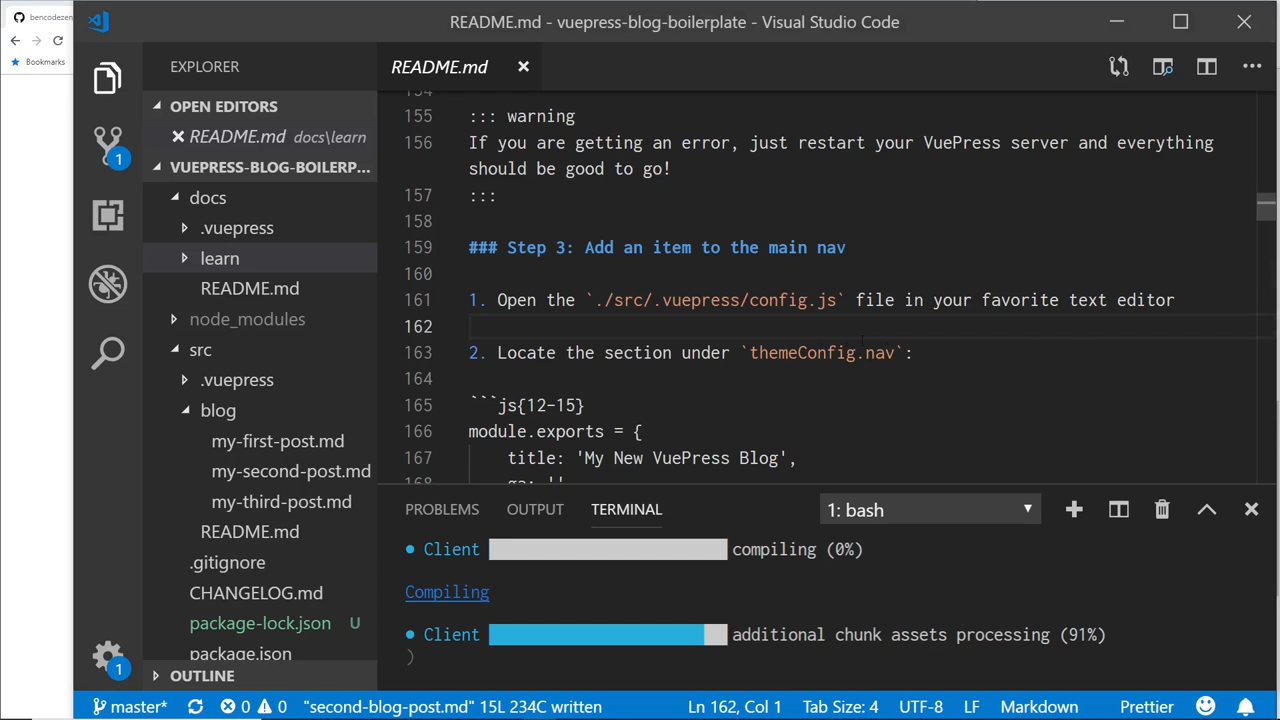 bencodezen
Bookmarks
README.md - vuepress-blog-boilerplate - Visual Studio Code
EXPLORER
OPEN EDITORS
README.md docs\learn
VUEPRESS-BLOG-BOILERP...
docs
.vuepress
learn
README.md
node_modules
src
.vuepress
blog
my-first-post.md
my-second-post.md
my-third-post.md
README.md
.gitignore
CHANGELOG.md
package-lock.json U
package.json
OUTLINE
1
1
README.md
154
155 ::: warning
156 If you are getting an error, just restart your VuePress server and everything
should be good to go!
157 :::
158
159 ### Step 3: Add an item to the main nav
160
161 1. Open the `./src/.vuepress/config.js` file in your favorite text editor
162
163 2. Locate the section under `themeConfig.nav`:
164
165 ```js{12-15}
166 module.exports = {
167 title: 'My New VuePress Blog',
168 ga: ''
PROBLEMS OUTPUT TERMINAL 1: bash
● Client compiling (0%)
Compiling
● Client additional chunk assets processing (91%)
)
master* 0 0 "second-blog-post.md" 15L 234C written Ln 162, Col 1 Tab Size: 4 UTF-8 LF Markdown Prettier